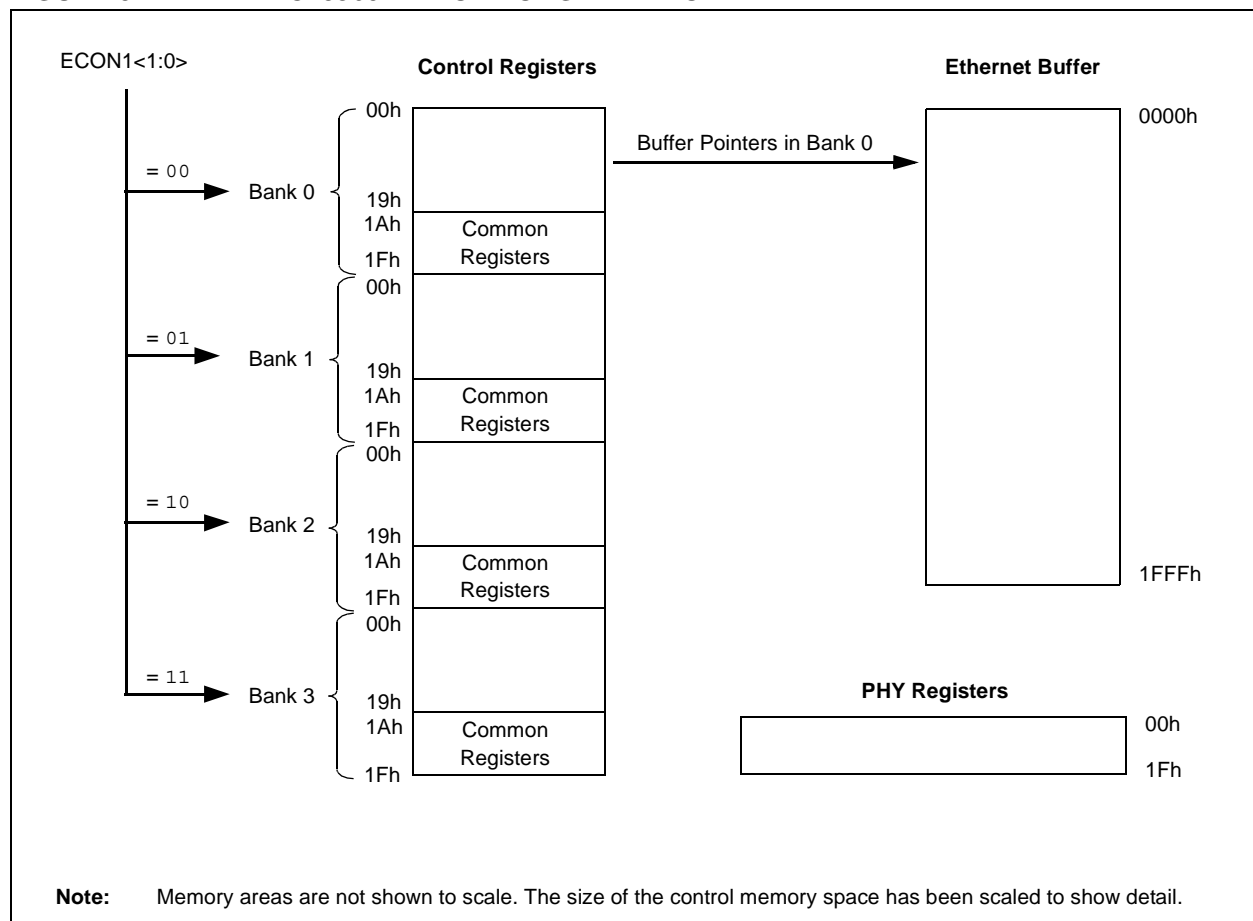 ECON1<1:0>
Control Registers
Ethernet Buffer
= 00
Bank 0
00h
19h
1Ah
1Fh
Common
Registers
Buffer Pointers in Bank 0
0000h
1FFFh
= 01
Bank 1
00h
19h
1Ah
1Fh
Common
Registers
= 10
Bank 2
00h
19h
1Ah
1Fh
Common
Registers
= 11
Bank 3
00h
19h
1Ah
1Fh
Common
Registers
PHY Registers
00h
1Fh
Note: Memory areas are not shown to scale. The size of the control memory space has been scaled to show detail.